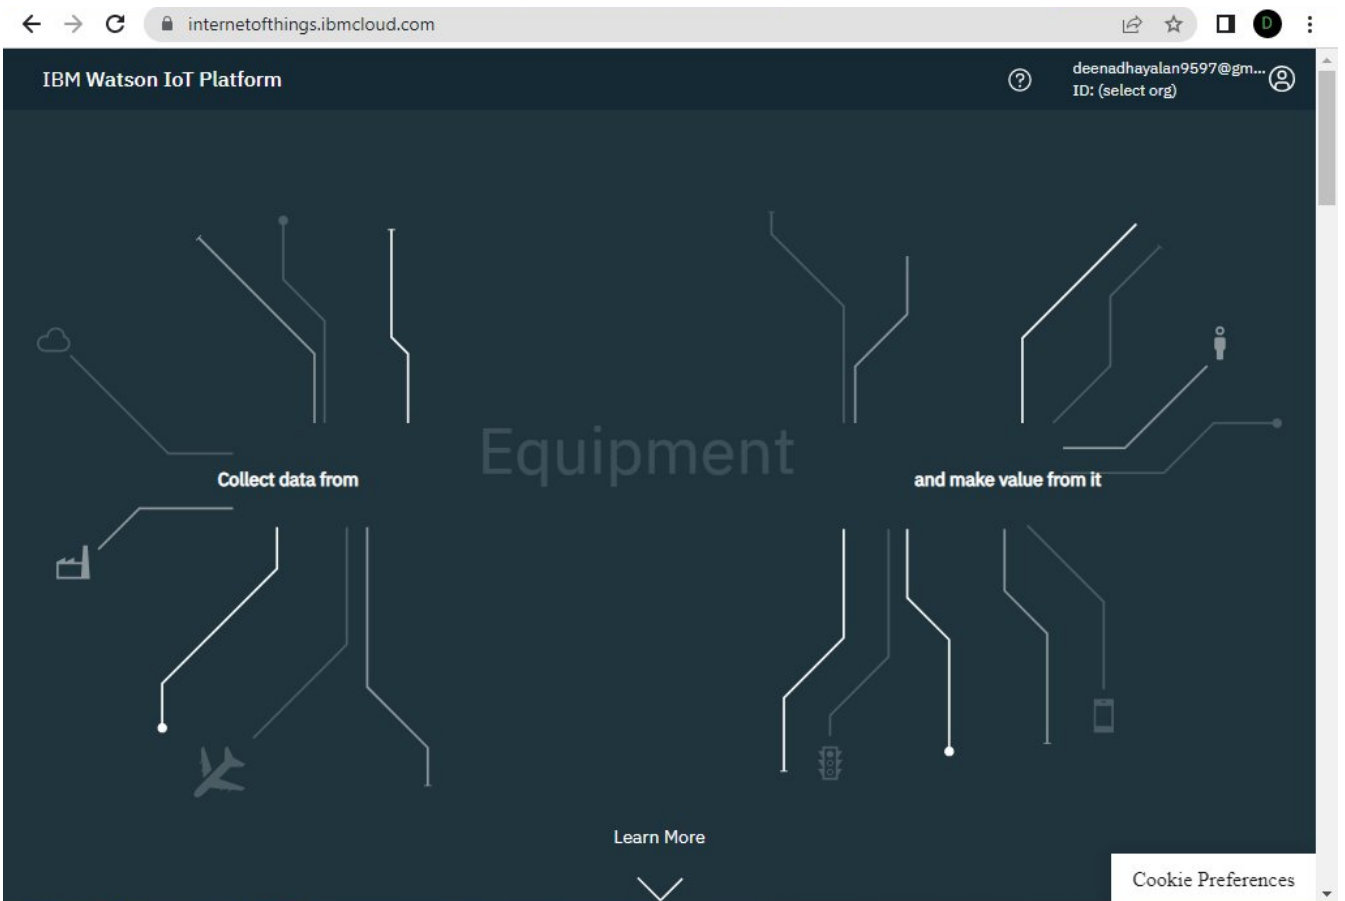 internetofthings.ibmcloud.com
D
IBM Watson IoT Platform
deenadhayalan9597@gm...
ID: (select org)
Equipment
Collect data from
and make value from it
Learn More
Cookie Preferences